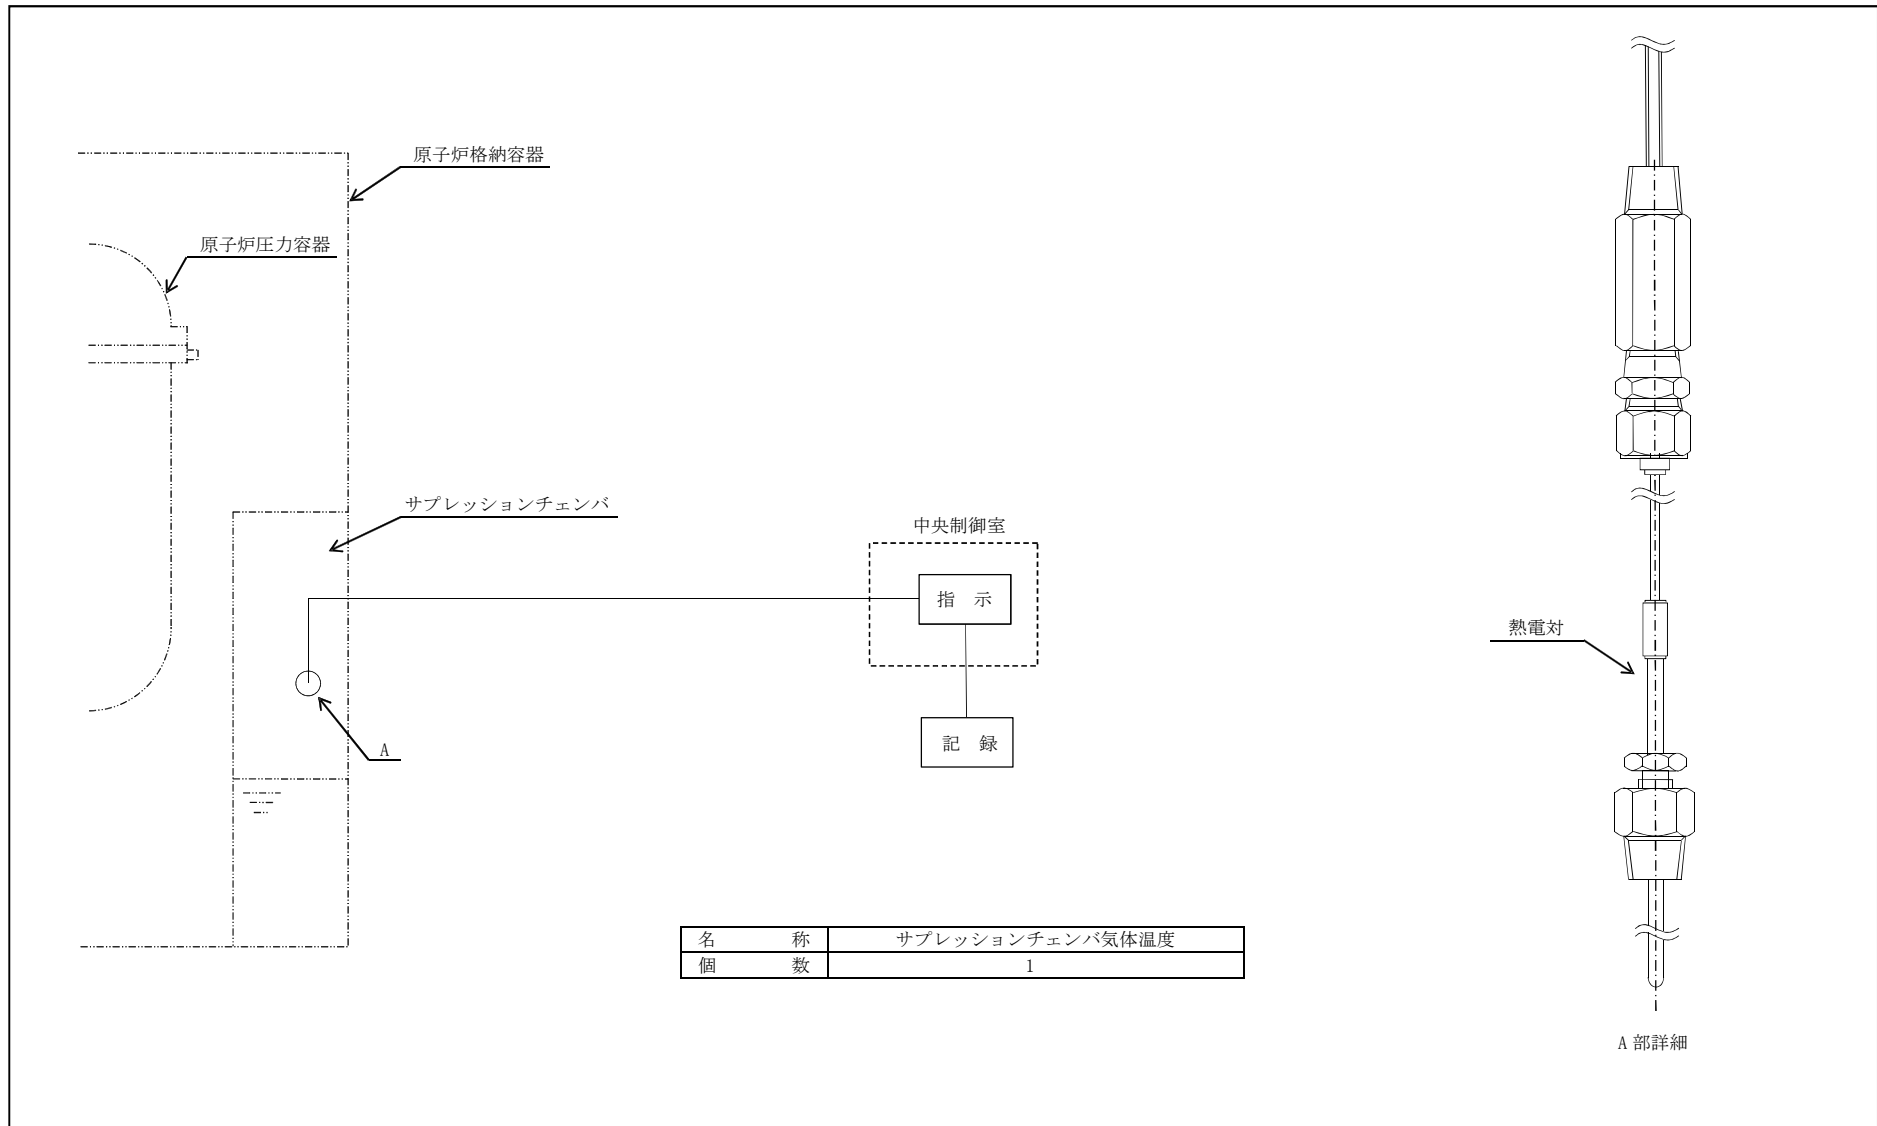 原子炉格納容器
原子炉圧力容器
サプレッションチェンバ
中央制御室
指　示
熱電対
記　録
A
名　称　サプレッションチェンバ気体温度
個　数　1
A 部詳細